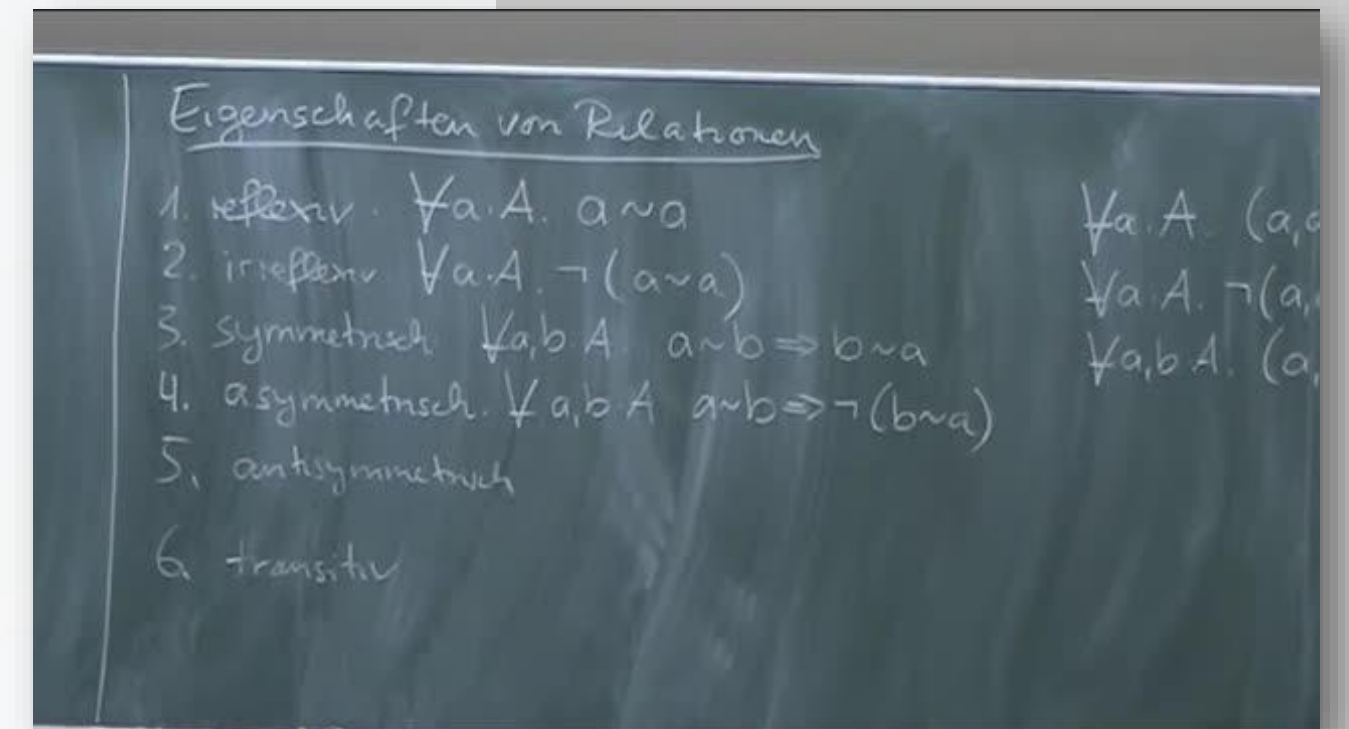 Eigenschaften von Relationen
1. reflexiv. ∀a.A. a~a
∀a.A. (a,a
2. irreflexiv ∀a.A. ¬(a~a)
∀a.A. ¬(a,
3. symmetrisch. ∀a,b A. a~b ⇒ b~a
∀a,b A. (a,
4. asymmetrisch. ∀a,b A a~b ⇒ ¬(b~a)
5. antisymmetrisch
6. transitiv